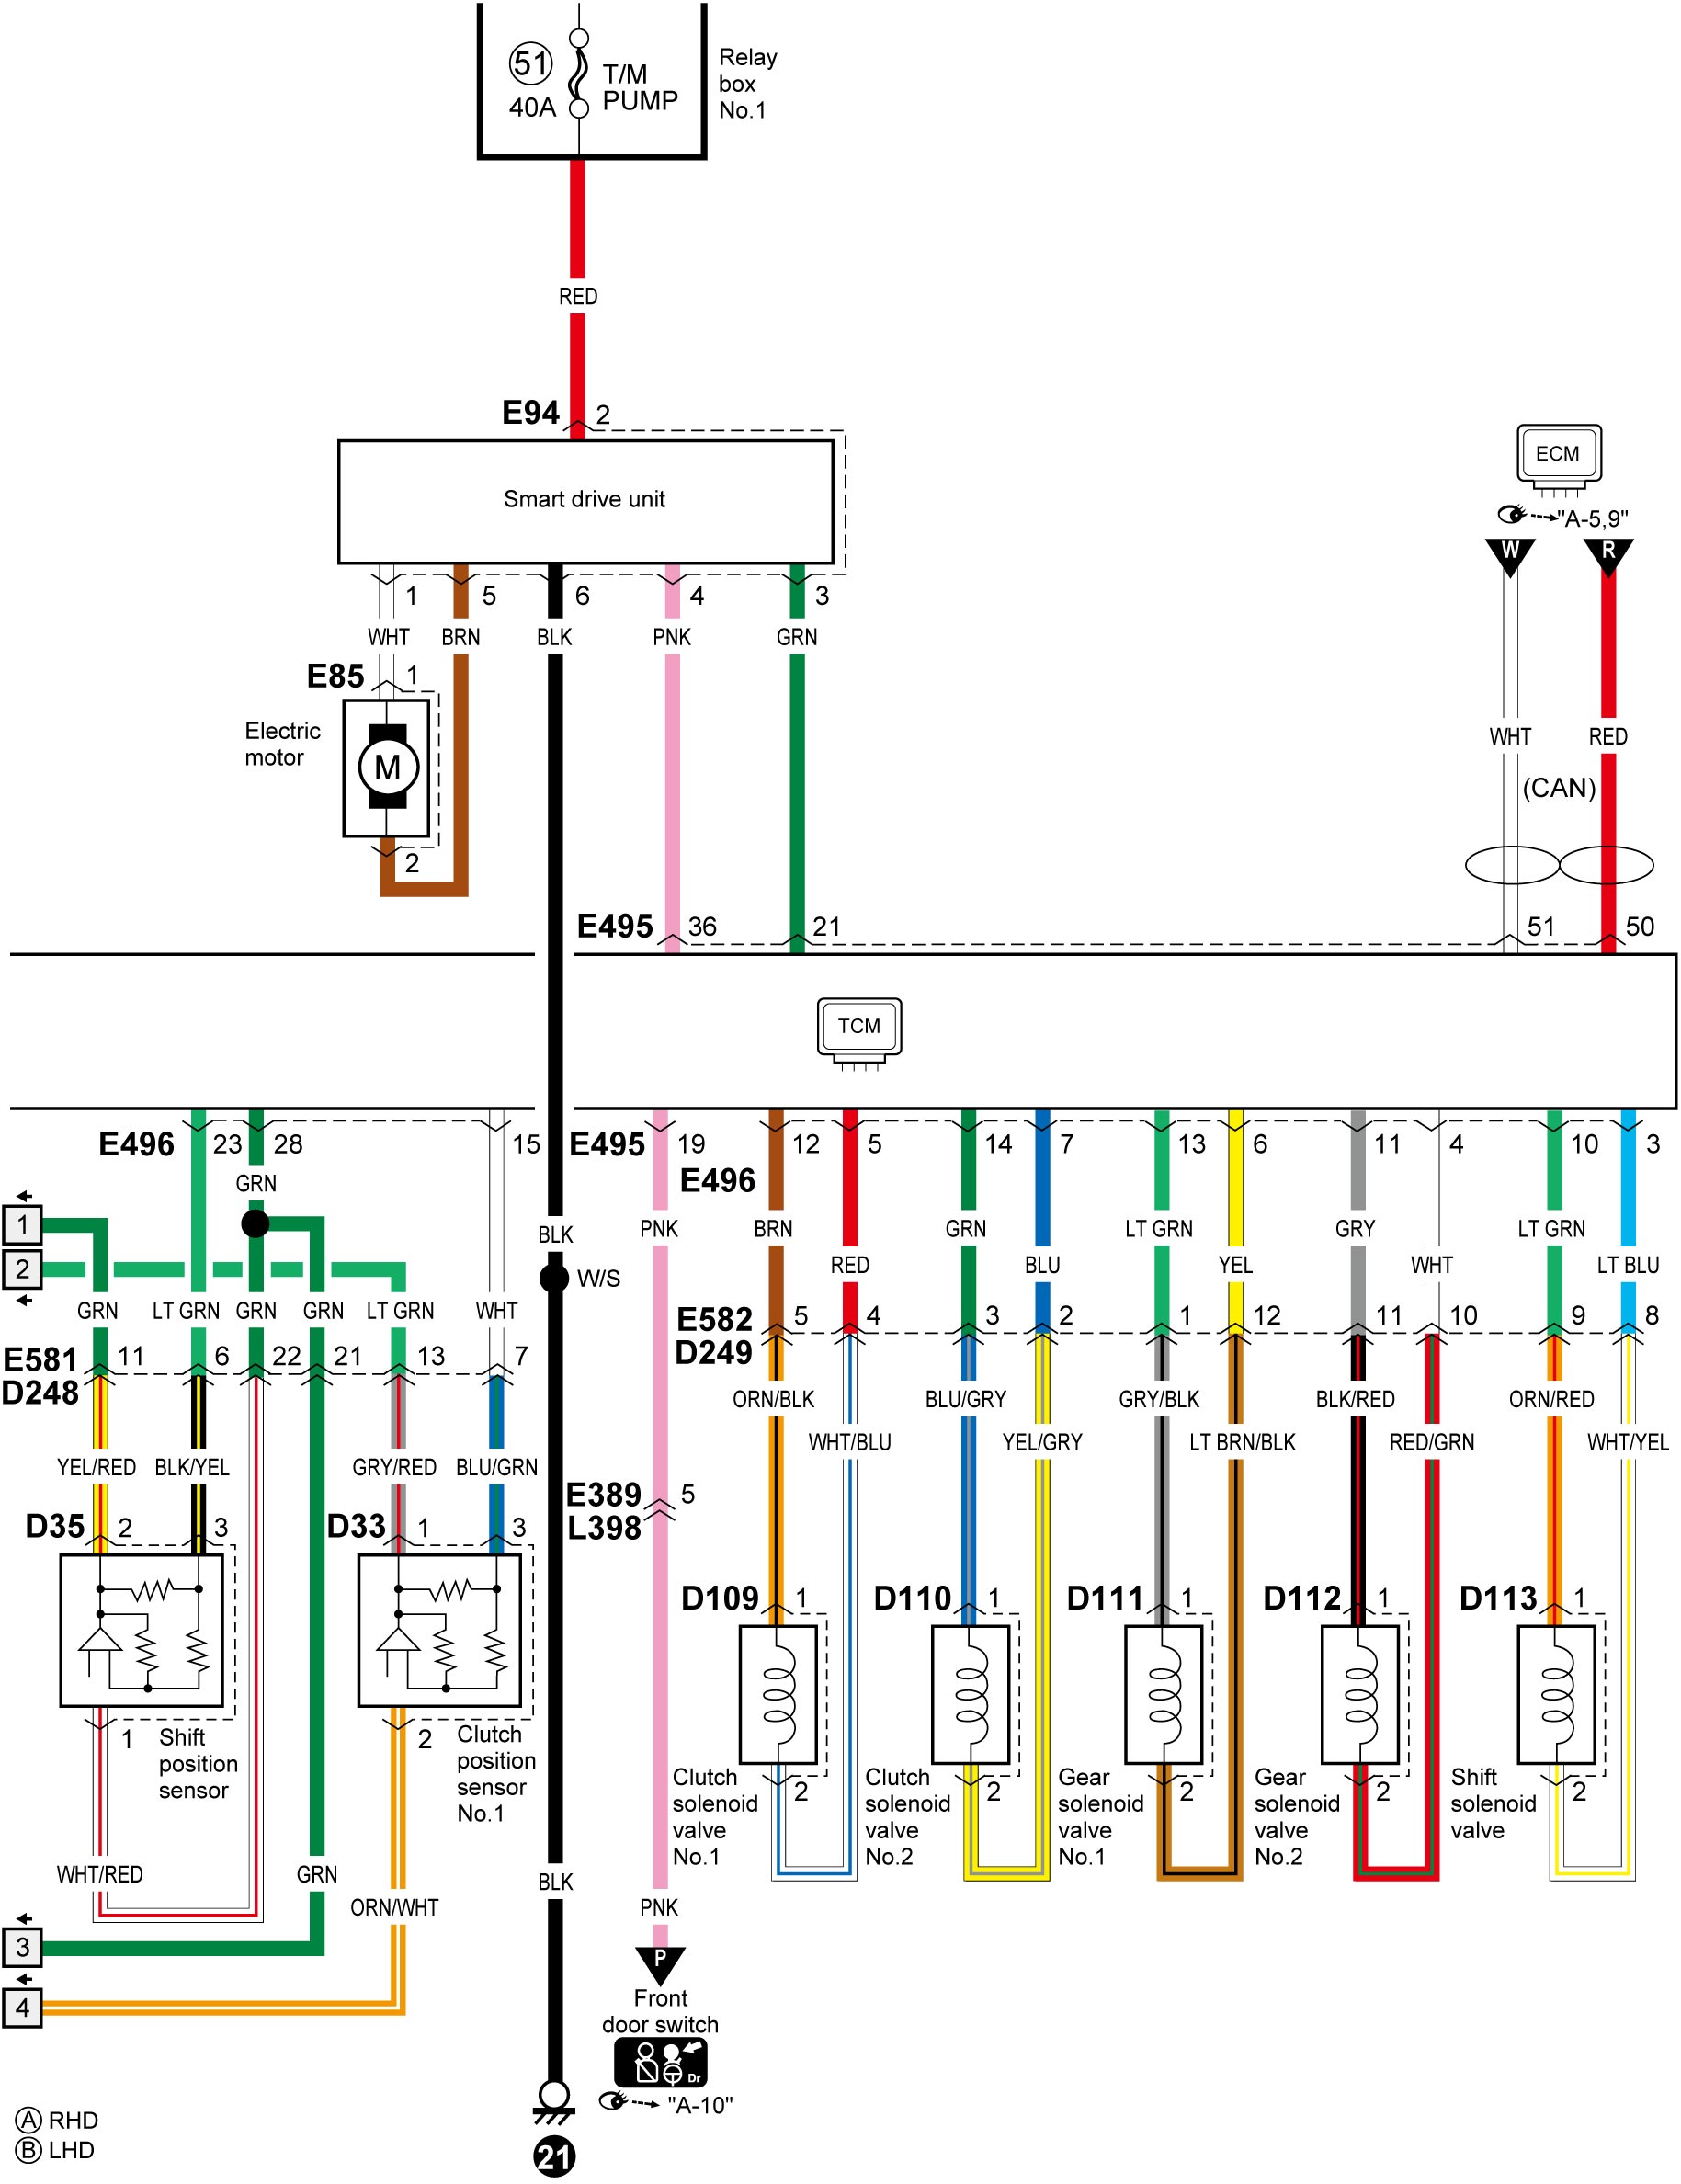 51
40A
T/M
PUMP
Relay
box
No.1
RED
E94 2
Smart drive unit
ECM
"A-5,9"
W R
1 5 6 4 3
WHT BRN BLK PNK GRN
E85 1
Electric
motor
M
2
WHT RED
(CAN)
E495 36 21 51 50
TCM
E496 23 28 15 E495 19 12 5 14 7 13 6 11 4 10 3
E496
GRN
1
2
BLK PNK BRN GRN LT GRN GRY LT GRN
RED BLU YEL WHT LT BLU
W/S
GRN LT GRN GRN GRN LT GRN WHT
E582 5 4 3 2 1 12 11 10 9 8
D249
E581 11 6 22 21 13 7
D248
ORN/BLK BLU/GRY GRY/BLK BLK/RED ORN/RED
WHT/BLU YEL/GRY LT BRN/BLK RED/GRN WHT/YEL
YEL/RED BLK/YEL GRY/RED BLU/GRN
E389 5
L398
D35 2 3 D33 1 3
D109 1 D110 1 D111 1 D112 1 D113 1
1 Shift
position
sensor
2 Clutch
position
sensor
No.1
2 2 2 2 2
Clutch
solenoid
valve
No.1
Clutch
solenoid
valve
No.2
Gear
solenoid
valve
No.1
Gear
solenoid
valve
No.2
Shift
solenoid
valve
WHT/RED GRN BLK
ORN/WHT PNK
3
4
P
Front
door switch
Dr
"A-10"
A RHD
B LHD
21